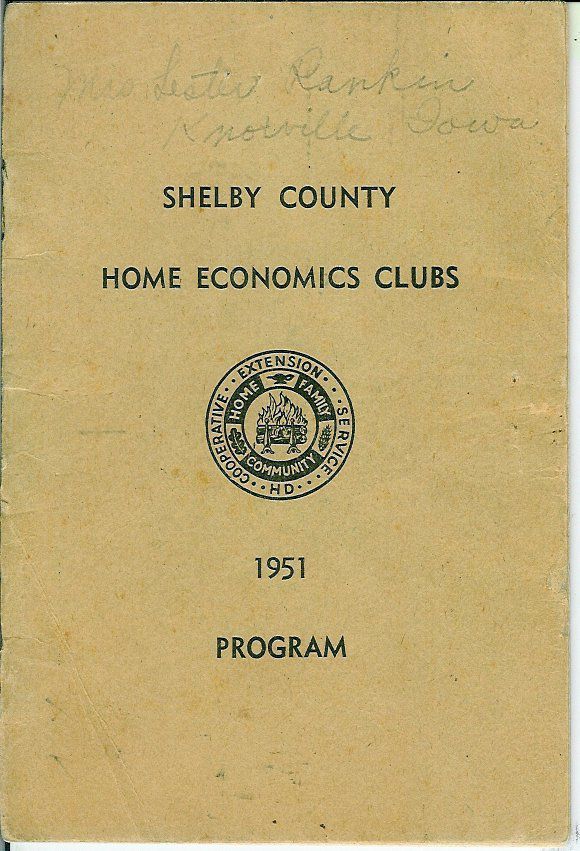 Mrs Lester Rankin
Knoxville Iowa
SHELBY COUNTY
HOME ECONOMICS CLUBS
COOPERATIVE · · EXTENSION · · · SERVICE · ·
HOME FAMILY
COMMUNITY
· · HD · ·
1951
PROGRAM